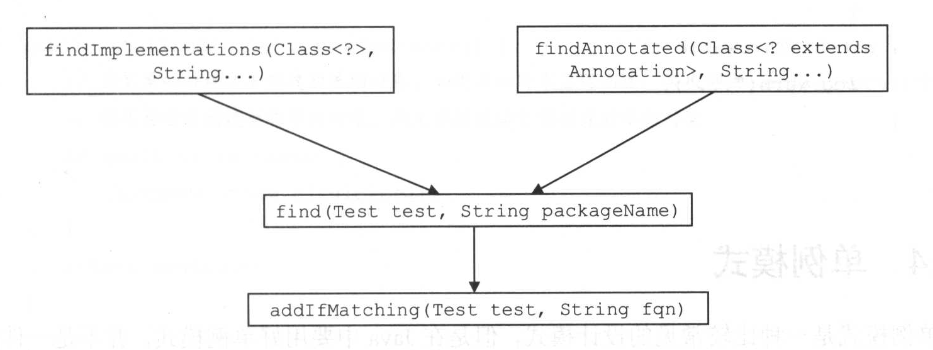 findImplementations(Class<?>,
String...)
findAnnotated(Class<? extends
Annotation>, String...)
find(Test test, String packageName)
addIfMatching(Test test, String fqn)
4 单例模式